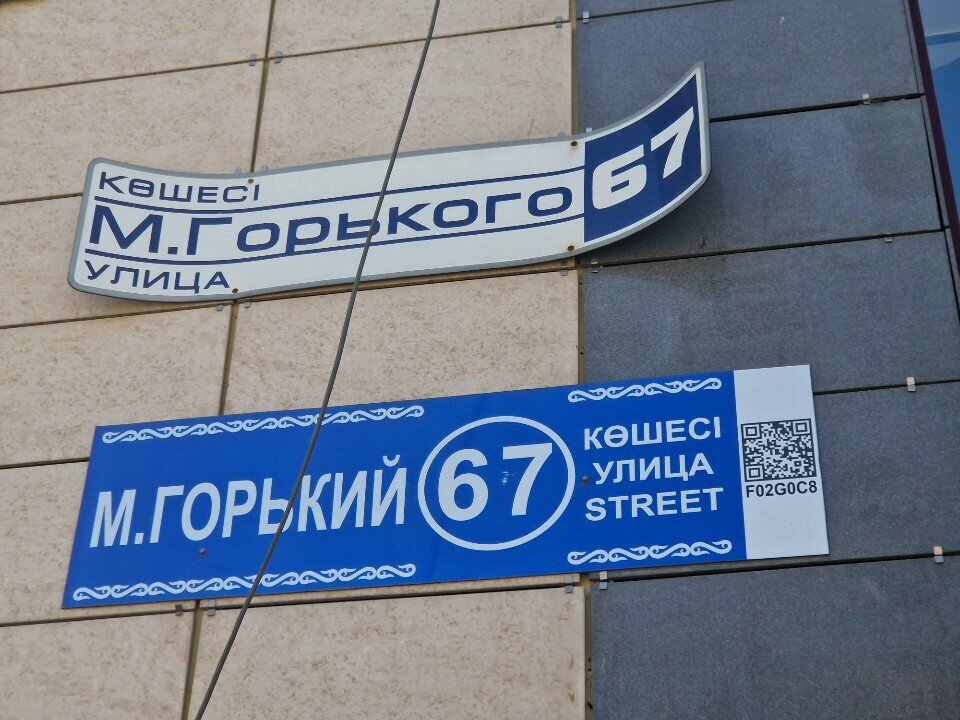 КӨШЕСІ
М.Горького 67
УЛИЦА
М.ГОРЬКИЙ 67
КӨШЕСІ
УЛИЦА
STREET
F02G0C8